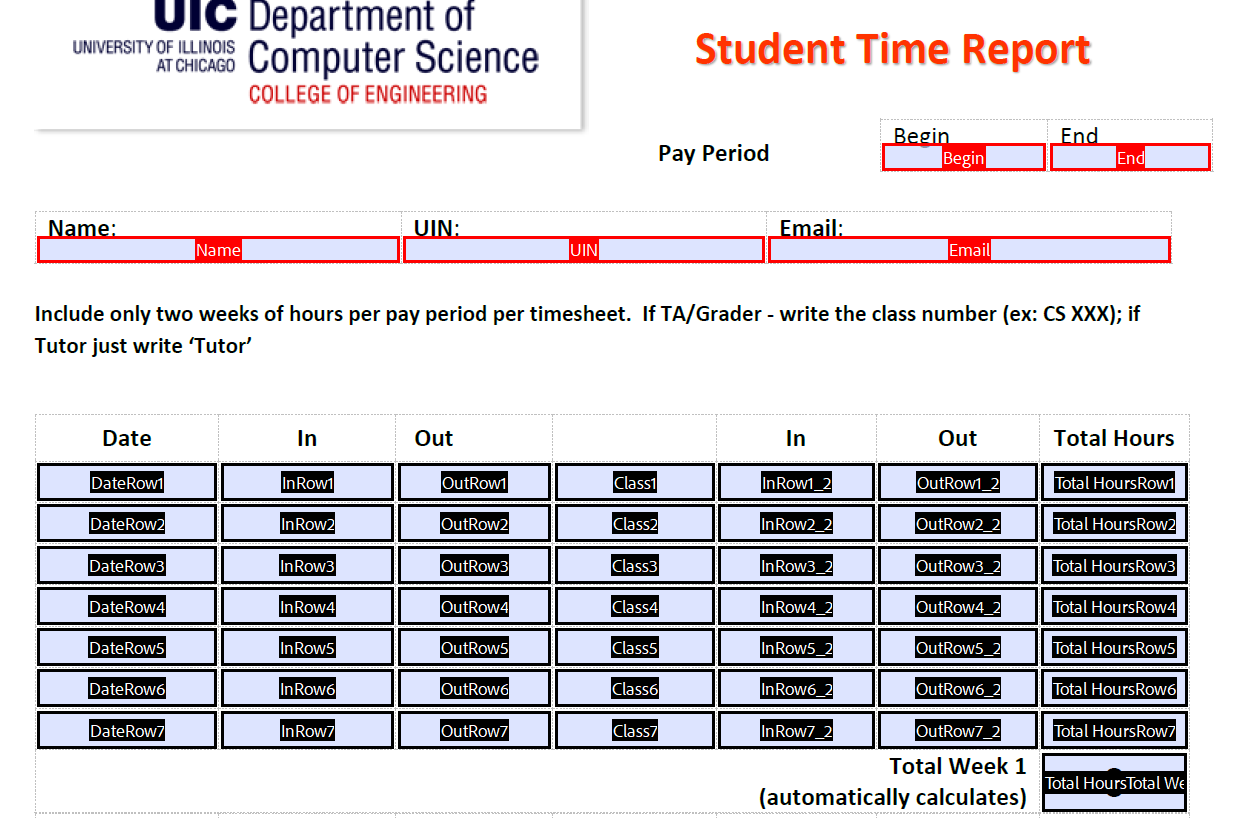 UIC Department of
UNIVERSITY OF ILLINOIS
AT CHICAGO
Computer Science
COLLEGE OF ENGINEERING
Student Time Report
Pay Period
Begin End
Begin End
Name: UIN: Email:
Name UIN Email
Include only two weeks of hours per pay period per timesheet. If TA/Grader - write the class number (ex: CS XXX); if
Tutor just write ‘Tutor’
Date In Out In Out Total Hours
DateRow1 InRow1 OutRow1 Class1 InRow1_2 OutRow1_2 Total HoursRow1
DateRow2 InRow2 OutRow2 Class2 InRow2_2 OutRow2_2 Total HoursRow2
DateRow3 InRow3 OutRow3 Class3 InRow3_2 OutRow3_2 Total HoursRow3
DateRow4 InRow4 OutRow4 Class4 InRow4_2 OutRow4_2 Total HoursRow4
DateRow5 InRow5 OutRow5 Class5 InRow5_2 OutRow5_2 Total HoursRow5
DateRow6 InRow6 OutRow6 Class6 InRow6_2 OutRow6_2 Total HoursRow6
DateRow7 InRow7 OutRow7 Class7 InRow7_2 OutRow7_2 Total HoursRow7
Total Week 1
(automatically calculates)
Total HoursTotal We